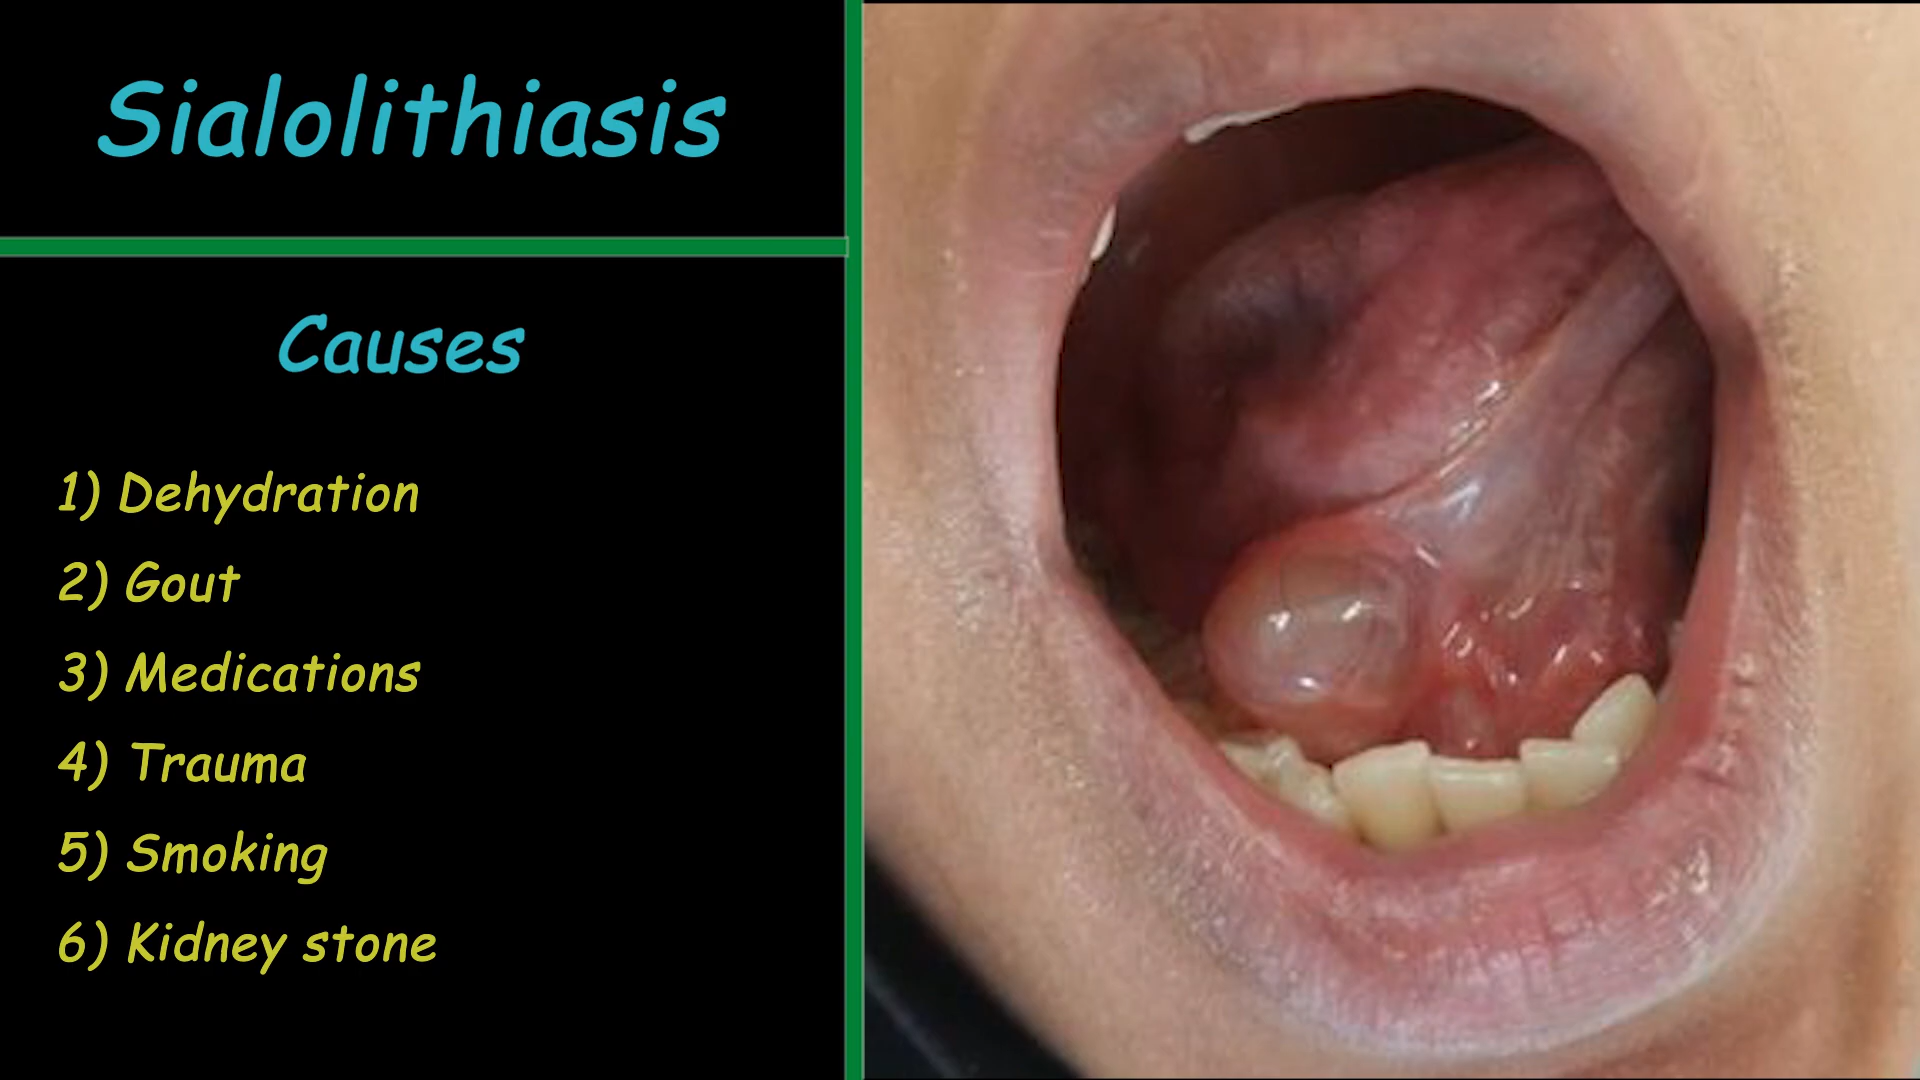 Sialolithiasis
Causes
1) Dehydration
2) Gout
3) Medications
4) Trauma
5) Smoking
6) Kidney stone